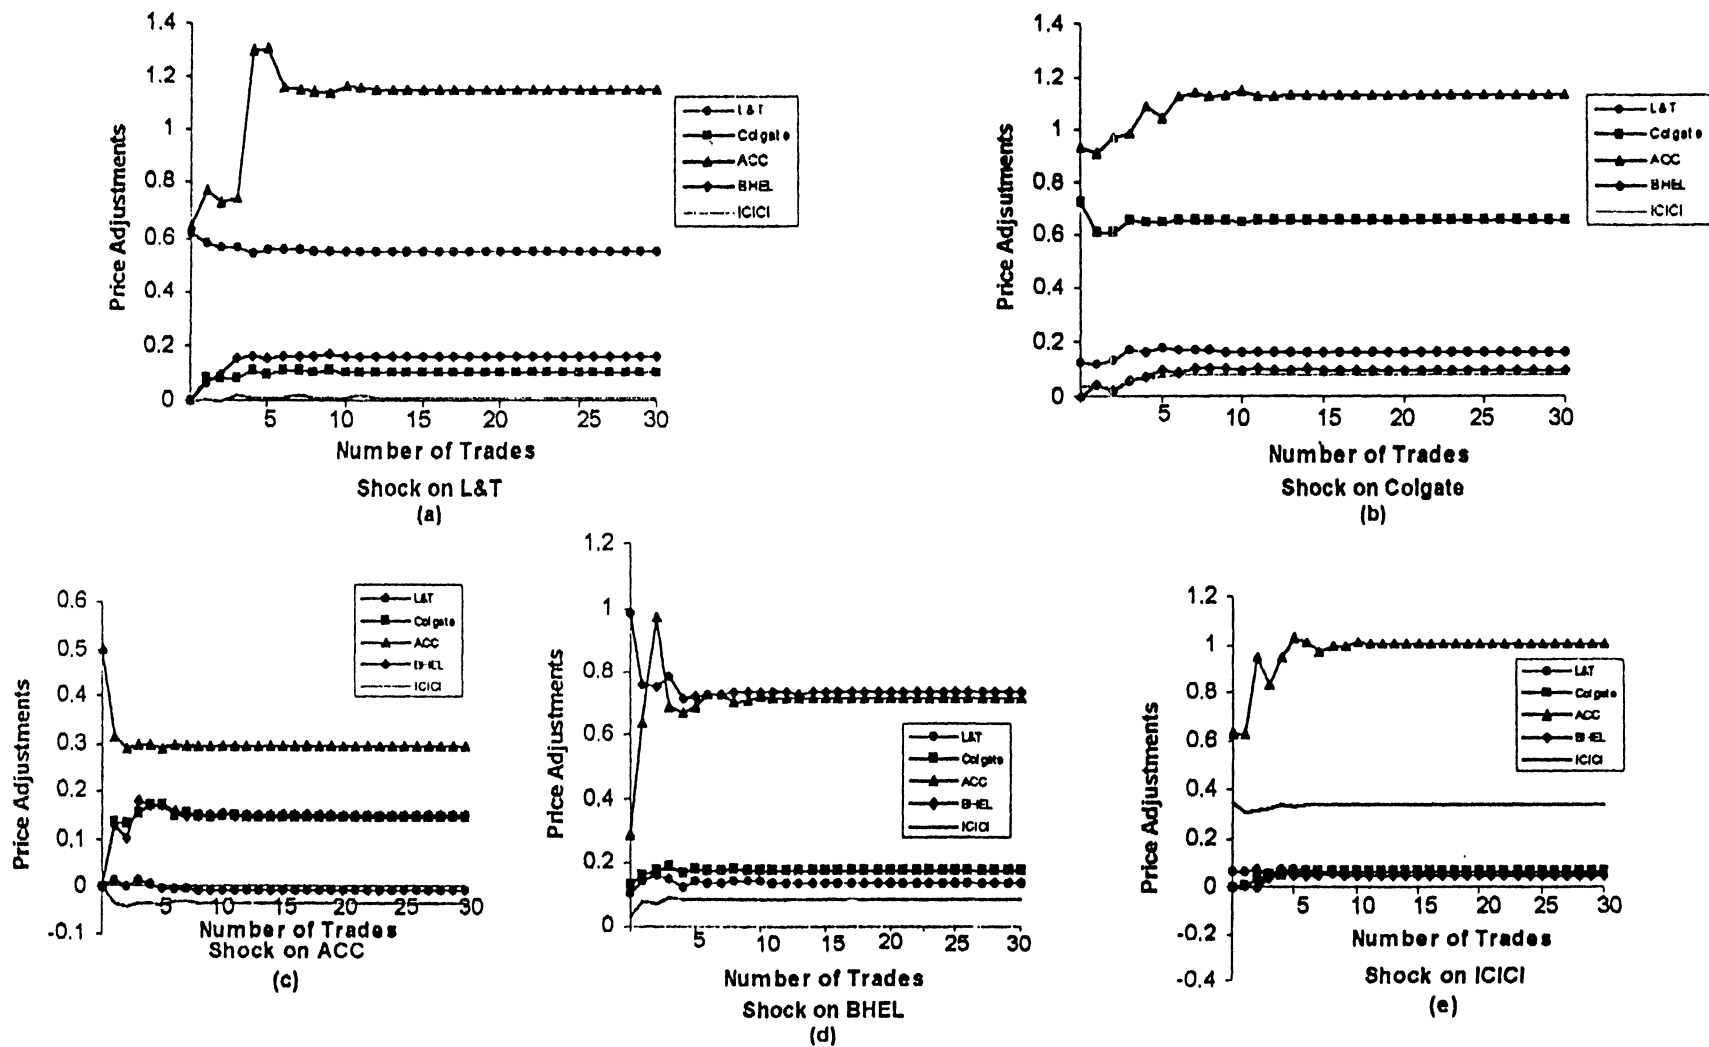 1.4
1.2
1
0.8
0.6
0.4
0.2
0
Price Adjustments
5 10 15 20 25 30
Number of Trades
Shock on L&T
(a)
L&T
Colgate
ACC
BHEL
ICICI
1.4
1.2
1
0.8
0.6
0.4
0.2
0
Price Adjsutments
5 10 15 20 25 30
Number of Trades
Shock on Colgate
(b)
L&T
Colgate
ACC
BHEL
ICICI
0.6
0.5
0.4
0.3
0.2
0.1
0
-0.1
Price Adjustments
5 10 15 20 25 30
Number of Trades
Shock on ACC
(c)
L&T
Colgate
ACC
BHEL
ICICI
1.2
1
0.8
0.6
0.4
0.2
0
Price Adjustments
5 10 15 20 25 30
Number of Trades
Shock on BHEL
(d)
L&T
Colgate
ACC
BHEL
ICICI
1.2
1
0.8
0.6
0.4
0.2
0
-0.2
-0.4
Price Adjustments
5 10 15 20 25 30
Number of Trades
Shock on ICICI
(e)
L&T
Colgate
ACC
BHEL
ICICI